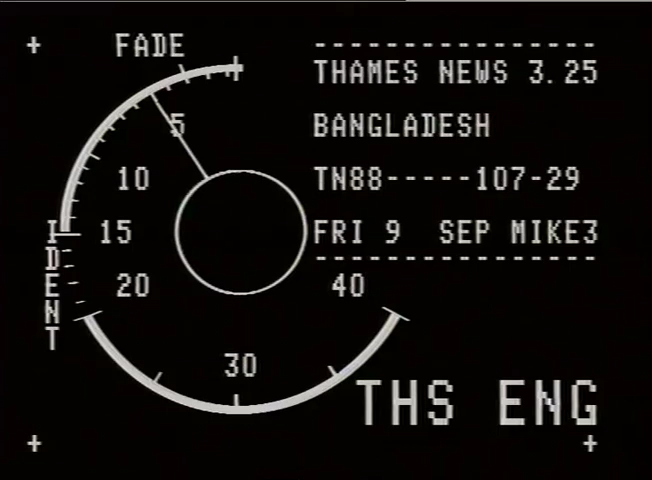 FADE
THAMES NEWS 3.25
BANGLADESH
TN88-----107-29
FRI 9 SEP MIKE3
5
10
15
20
30
40
IDENT
THS ENG